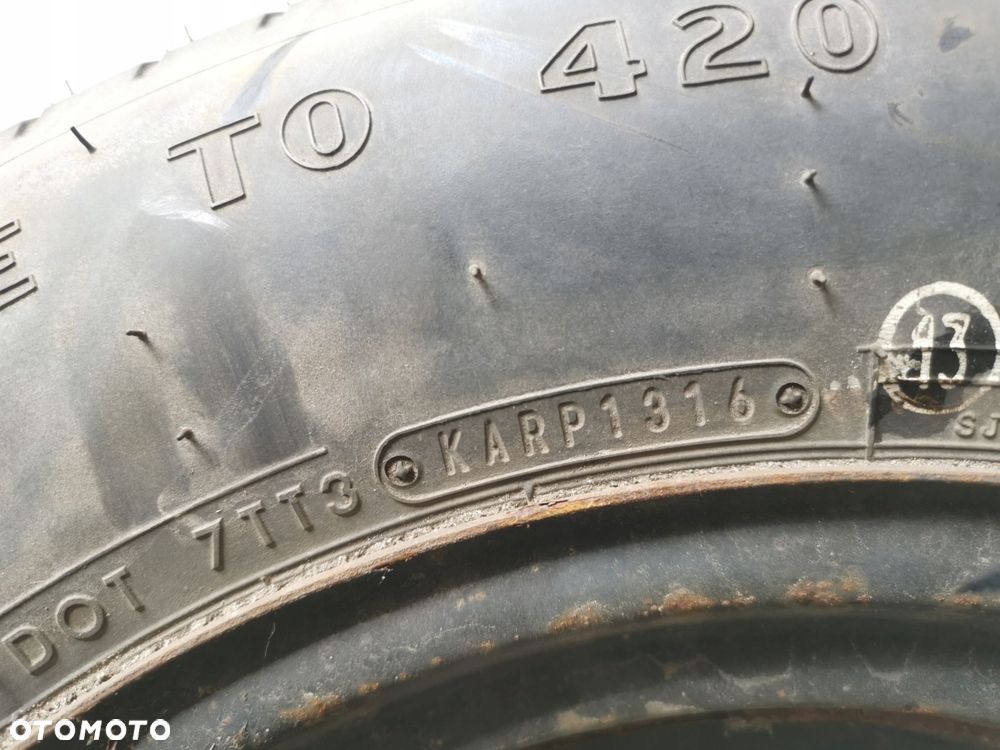 E TO 420
13
DOT 7TT3 KARP1316
SJ
OTOMOTO